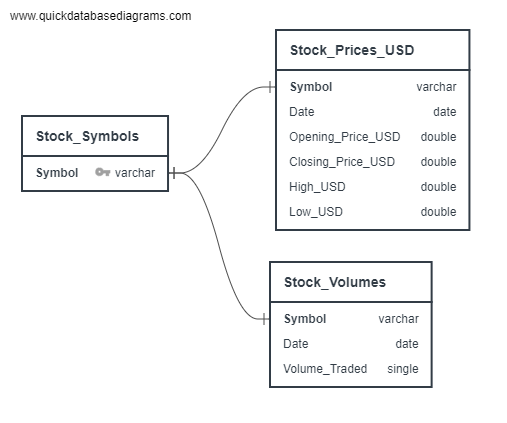 www.quickdatabasediagrams.com
Stock_Prices_USD
Symbol varchar
Date date
Opening_Price_USD double
Closing_Price_USD double
High_USD double
Low_USD double
Stock_Symbols
Symbol varchar
Stock_Volumes
Symbol varchar
Date date
Volume_Traded single